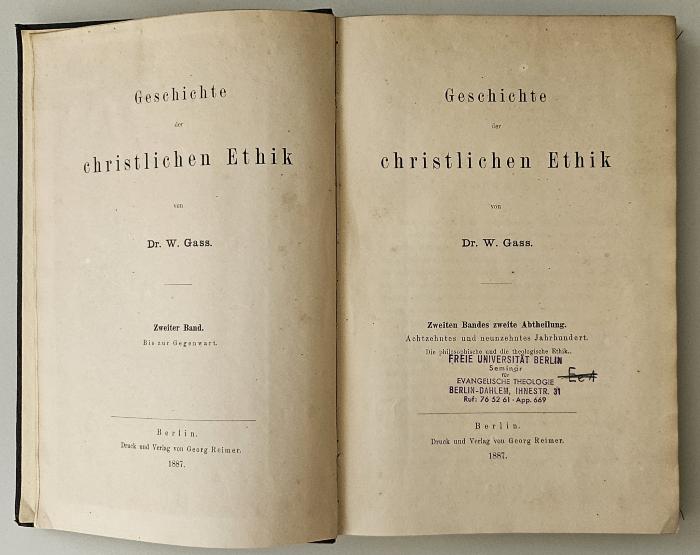 Geschichte
der
christlichen Ethik
von
Dr. W. Gass.
Zweiter Band.
Bis zur Gegenwart.
Berlin.
Druck und Verlag von Georg Reimer.
1887.
Geschichte
der
christlichen Ethik
von
Dr. W. Gass.
Zweiten Bandes zweite Abtheilung.
Achtzehntes und neunzehntes Jahrhundert.
Die philosophische und die theologische Ethik.
FREIE UNIVERSITÄT BERLIN
Seminar
für
EVANGELISCHE THEOLOGIE
BERLIN-DAHLEM, IHNESTR. 31
Ruf: 76 52 61 · App. 669
Berlin.
Druck und Verlag von Georg Reimer.
1887.